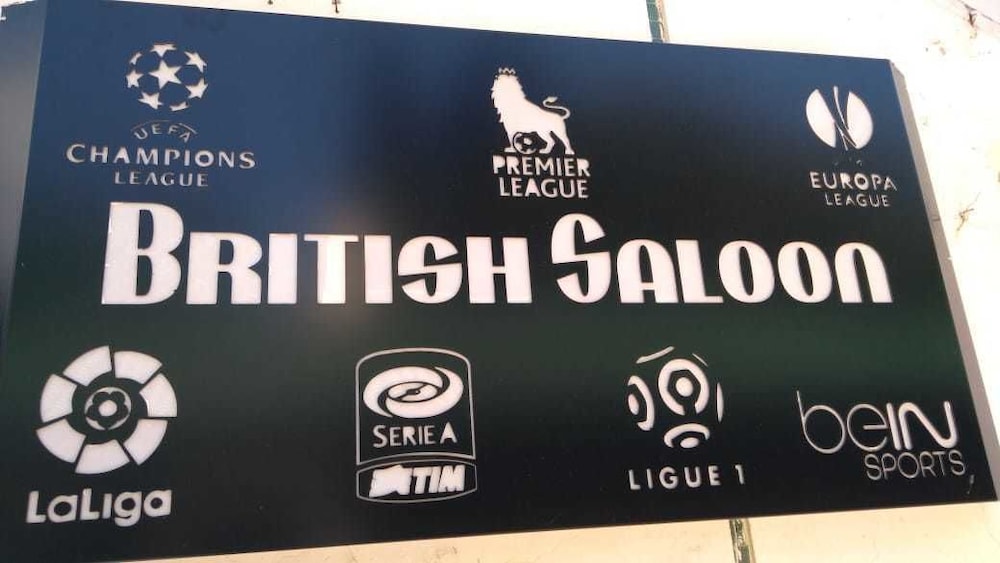 UEFA
CHAMPIONS
LEAGUE
PREMIER
LEAGUE
EUROPA
LEAGUE
BRITISH SALOON
LaLiga
SERIE A
TIM
LIGUE 1
beIN
SPORTS